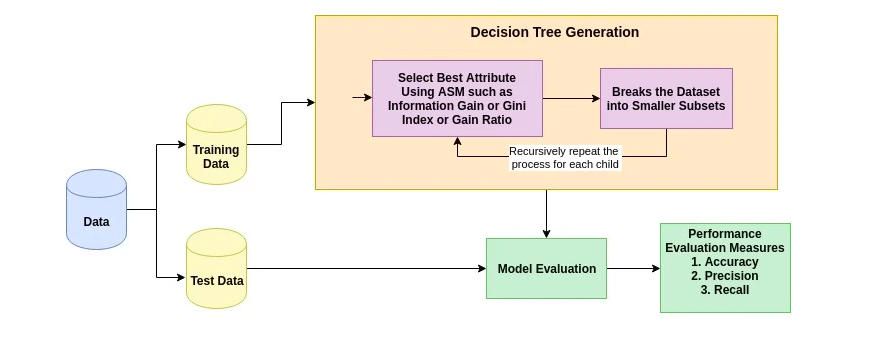 Decision Tree Generation
Select Best Attribute
Using ASM such as
Information Gain or Gini
Index or Gain Ratio
Breaks the Dataset
into Smaller Subsets
Recursively repeat the
process for each child
Training
Data
Data
Test Data
Model Evaluation
Performance
Evaluation Measures
1. Accuracy
2. Precision
3. Recall